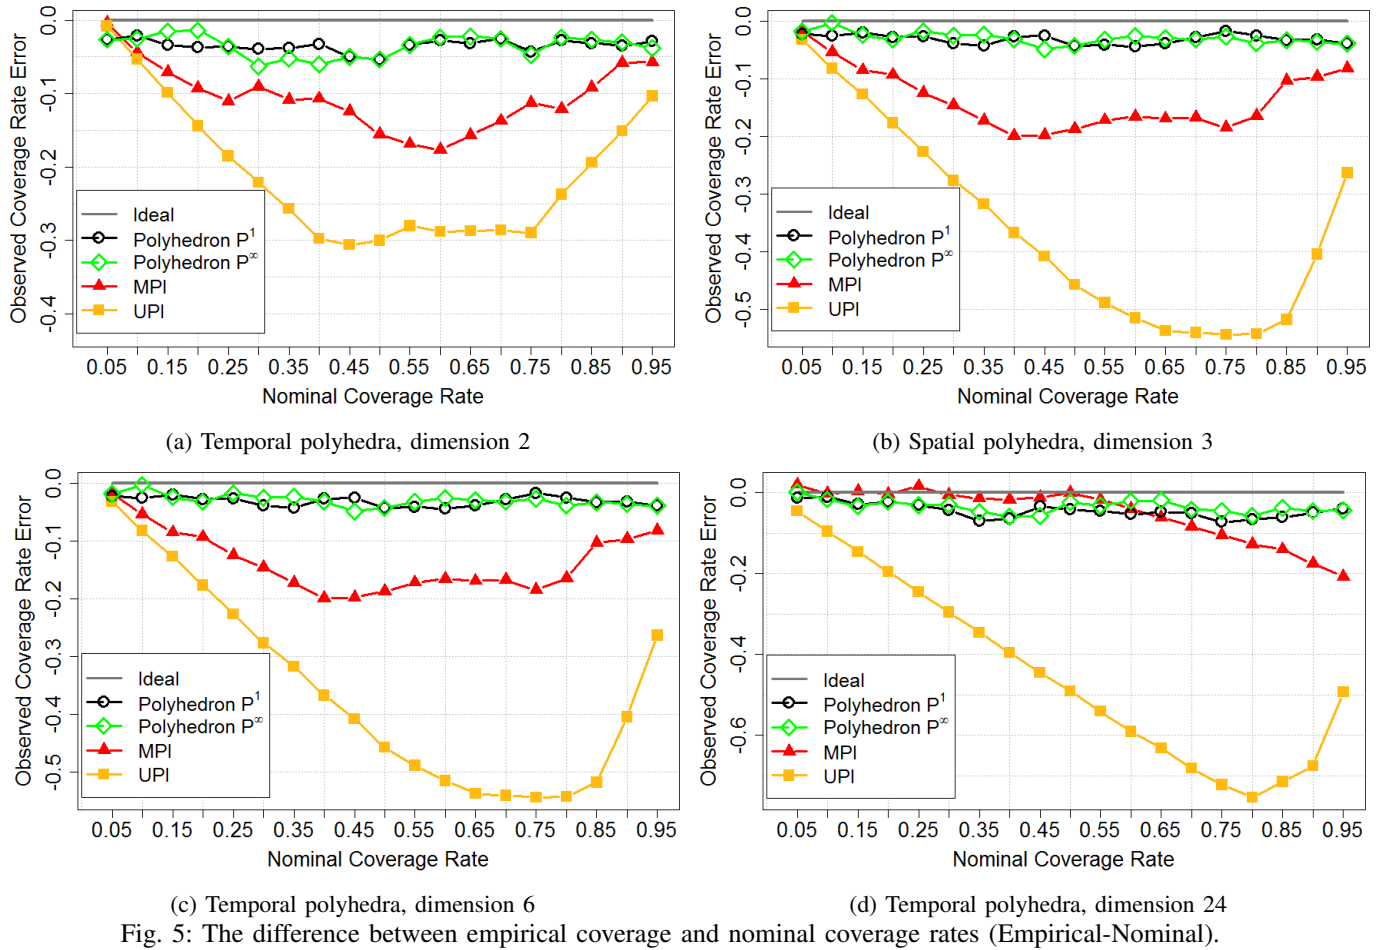 Observed Coverage Rate Error
0.0
-0.1
-0.2
-0.3
-0.4
Ideal
Polyhedron P¹
Polyhedron P∞
MPI
UPI
0.05 0.15 0.25 0.35 0.45 0.55 0.65 0.75 0.85 0.95
Nominal Coverage Rate
(a) Temporal polyhedra, dimension 2
Observed Coverage Rate Error
0.0
-0.1
-0.2
-0.3
-0.4
-0.5
Ideal
Polyhedron P¹
Polyhedron P∞
MPI
UPI
0.05 0.15 0.25 0.35 0.45 0.55 0.65 0.75 0.85 0.95
Nominal Coverage Rate
(b) Spatial polyhedra, dimension 3
Observed Coverage Rate Error
0.0
-0.1
-0.2
-0.3
-0.4
-0.5
Ideal
Polyhedron P¹
Polyhedron P∞
MPI
UPI
0.05 0.15 0.25 0.35 0.45 0.55 0.65 0.75 0.85 0.95
Nominal Coverage Rate
(c) Temporal polyhedra, dimension 6
Observed Coverage Rate Error
0.0
-0.2
-0.4
-0.6
Ideal
Polyhedron P¹
Polyhedron P∞
MPI
UPI
0.05 0.15 0.25 0.35 0.45 0.55 0.65 0.75 0.85 0.95
Nominal Coverage Rate
(d) Temporal polyhedra, dimension 24
Fig. 5: The difference between empirical coverage and nominal coverage rates (Empirical-Nominal).